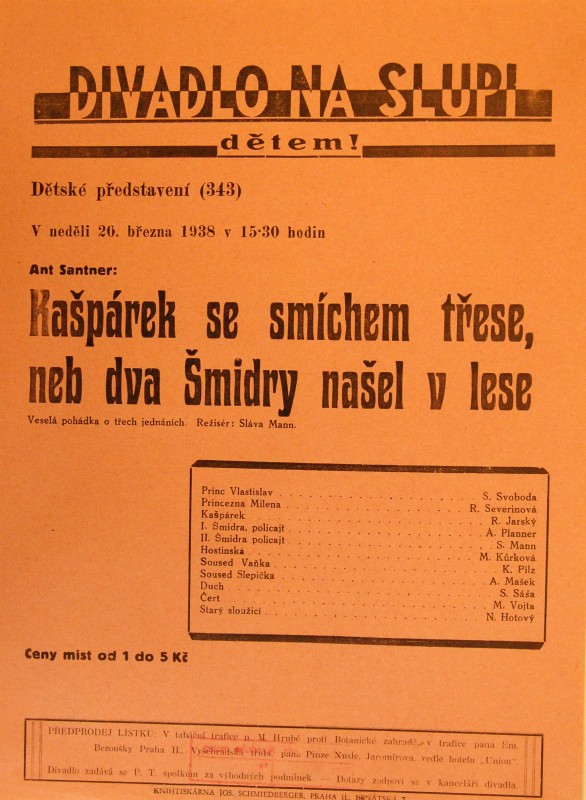 DIVADLO NA SLUPI
dětem!
Dětské představení (343)
V neděli 20. března 1938 v 15·30 hodin
Ant Santner:
Kašpárek se smíchem třese,
neb dva Šmidry našel v lese
Veselá pohádka o třech jednáních. Režisér: Sláva Mann.
Princ Vlastislav . . . . . S. Svoboda
Princezna Milena . . . . . R. Severinová
Kašpárek . . . . . R. Jarský
I. Šmidra, policajt . . . . . A. Planner
II. Šmidra policajt . . . . . S. Mann
Hostinská . . . . . M. Kůrková
Soused Vaňka . . . . . K. Pilz
Soused Slepička . . . . . A. Mašek
Duch . . . . . S. Sáša
Čert . . . . . M. Vojta
Starý sloužící . . . . . N. Hotový
Ceny míst od 1 do 5 Kč
PŘEDPRODEJ LÍSTKŮ: V tabáční trafice p. M. Hrubé proti Botanické zahradě, v trafice pana Em.
Bezoušky Praha II., Vyšehradská třída, pana Pinze Nusle, Jaromírova, vedle hotelu „Union"
Divadlo zadává se P. T. spolkům za výhodných podmínek. — Dotazy zodpoví se v kanceláři divadla
KNIHTISKÁRNA JOS. SCHMIEDBERGER, PRAHA II., BENÁTSKÁ 7